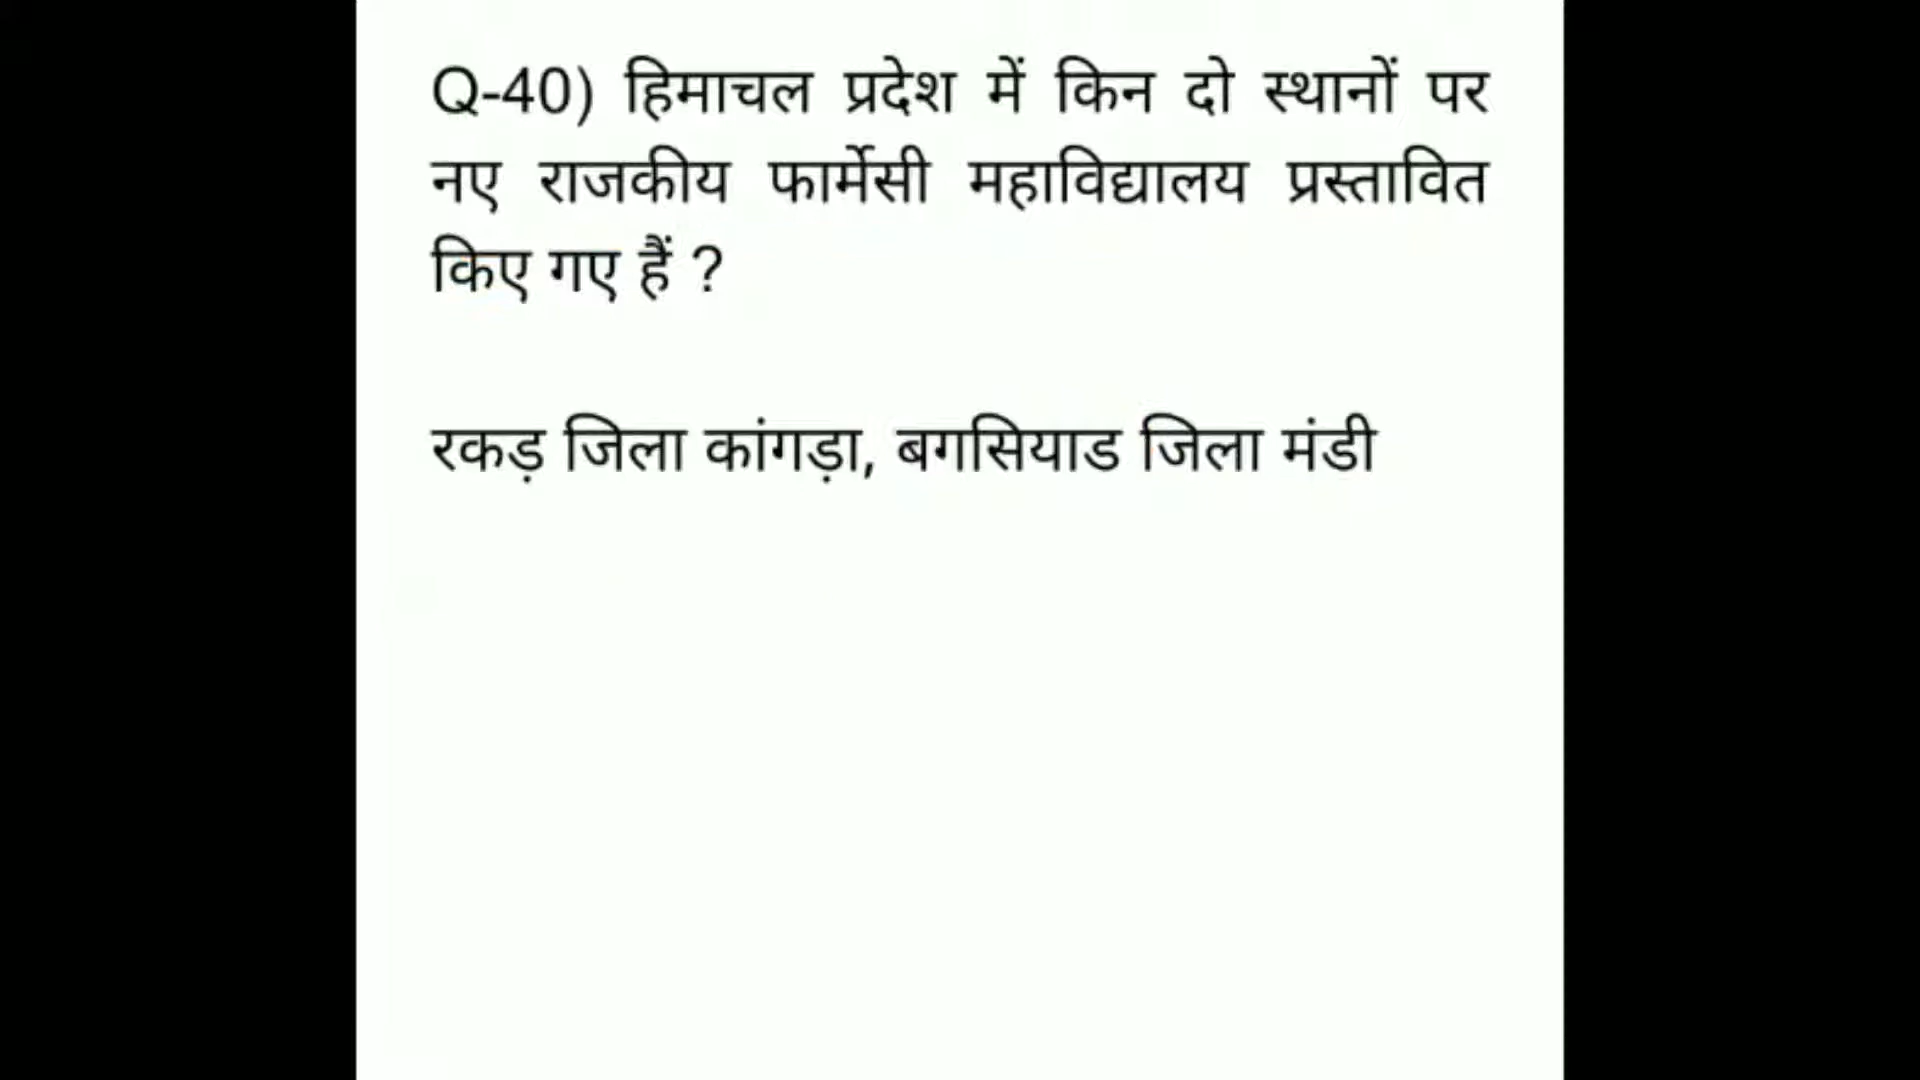 Q-40) हिमाचल प्रदेश में किन दो स्थानों पर
नए राजकीय फार्मेसी महाविद्यालय प्रस्तावित
किए गए हैं ?
रकड़ जिला कांगड़ा, बगसियाड जिला मंडी